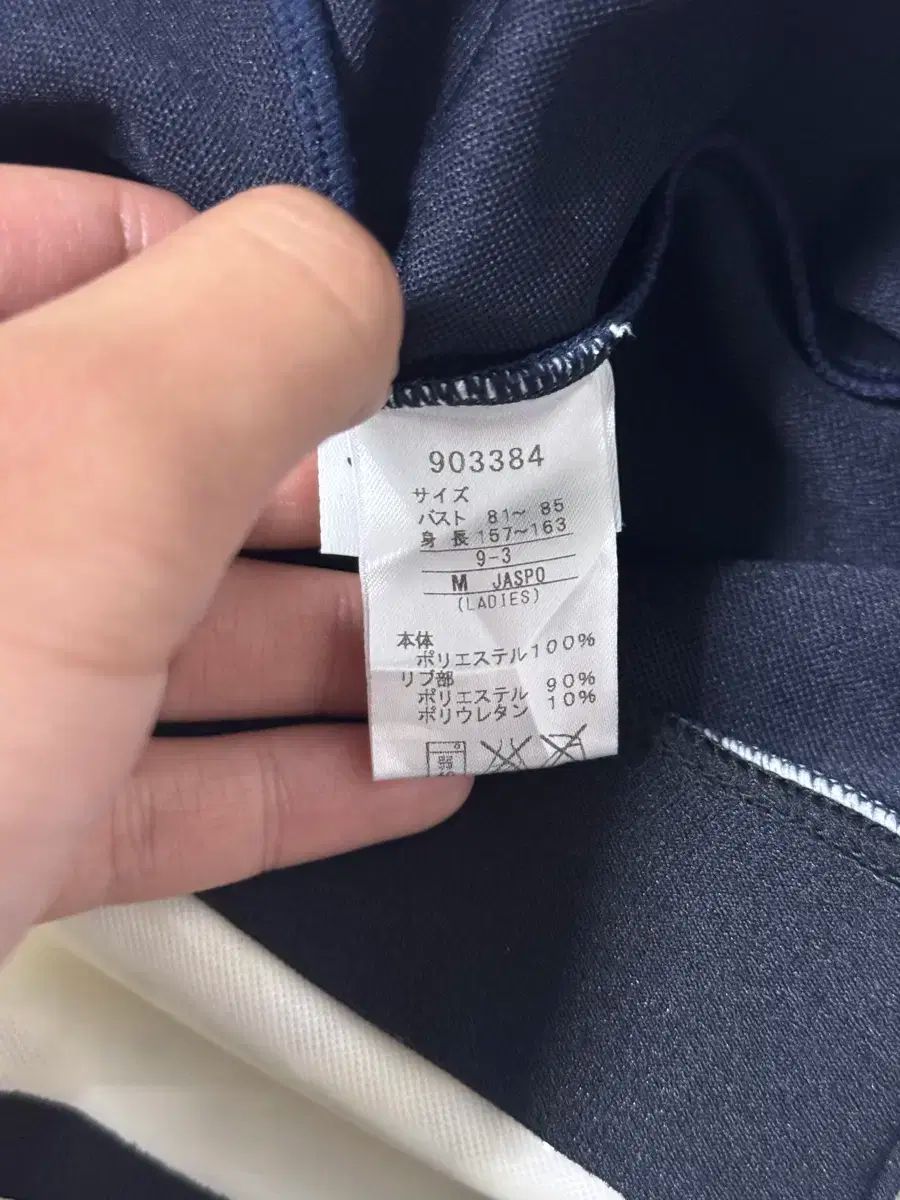 903384
サイズ
バスト 81~ 85
身 長 157~163
9-3
M JASPO
(LADIES)
本体
ポリエステル100%
リブ部
ポリエステル 90%
ポリウレタン 10%